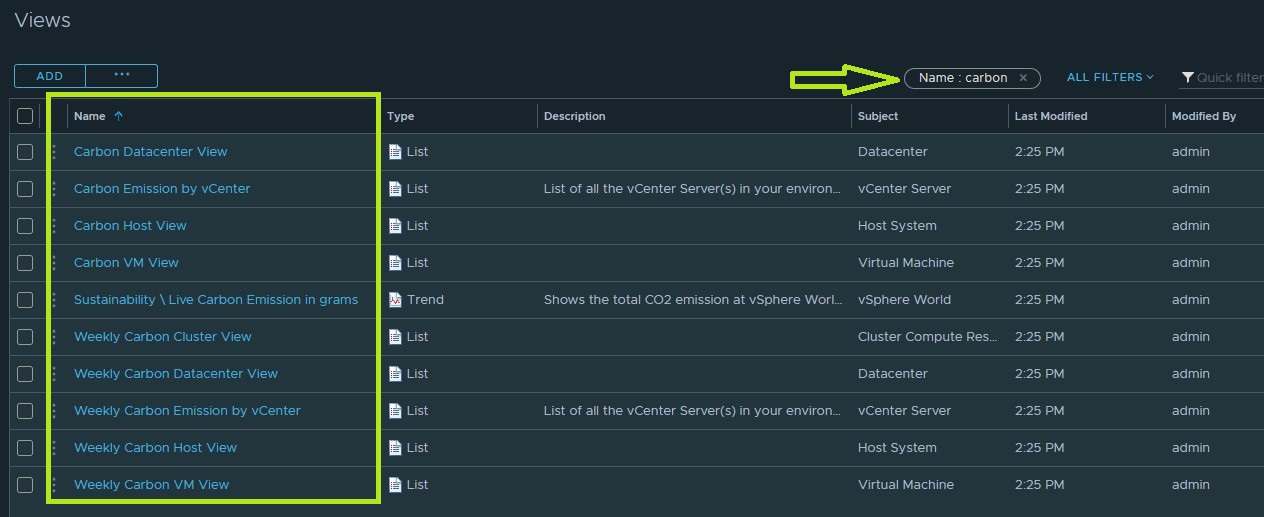 Views
ADD ··· Name : carbon × ALL FILTERS Quick filter
Name Type Description Subject Last Modified Modified By
Carbon Datacenter View List Datacenter 2:25 PM admin
Carbon Emission by vCenter List List of all the vCenter Server(s) in your environ... vCenter Server 2:25 PM admin
Carbon Host View List Host System 2:25 PM admin
Carbon VM View List Virtual Machine 2:25 PM admin
Sustainability \ Live Carbon Emission in grams Trend Shows the total CO2 emission at vSphere Worl... vSphere World 2:25 PM admin
Weekly Carbon Cluster View List Cluster Compute Res... 2:25 PM admin
Weekly Carbon Datacenter View List Datacenter 2:25 PM admin
Weekly Carbon Emission by vCenter List List of all the vCenter Server(s) in your environ... vCenter Server 2:25 PM admin
Weekly Carbon Host View List Host System 2:25 PM admin
Weekly Carbon VM View List Virtual Machine 2:25 PM admin